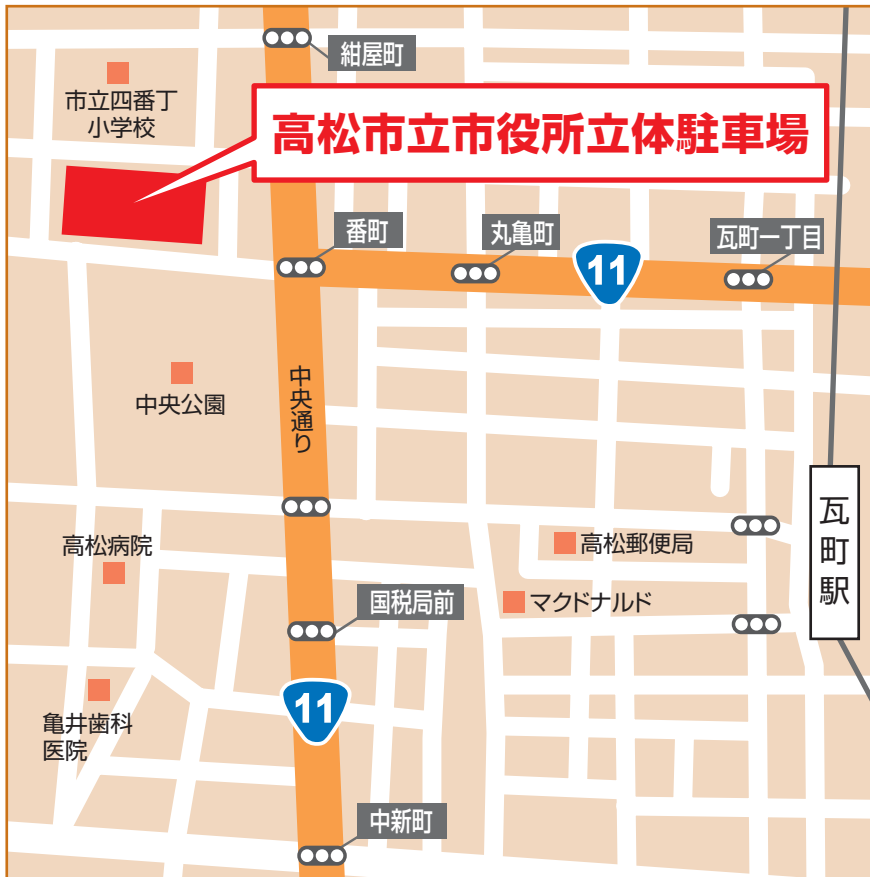 紺屋町
市立四番丁
小学校
高松市立市役所立体駐車場
番町
丸亀町
瓦町一丁目
11
中央公園
中央通り
高松病院
高松郵便局
瓦町駅
国税局前
マクドナルド
11
亀井歯科
医院
中新町